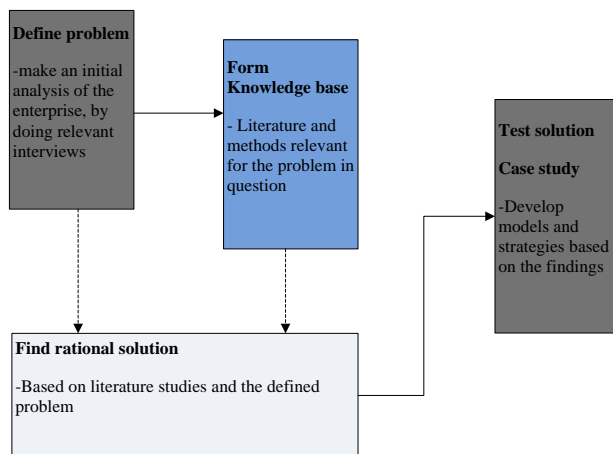 Define problem
-make an initial
analysis of the
enterprise, by
doing relevant
interviews
Form
Knowledge base
- Literature and
methods relevant
for the problem in
question
Test solution
Case study
-Develop
models and
strategies based
on the findings
Find rational solution
-Based on literature studies and the defined
problem